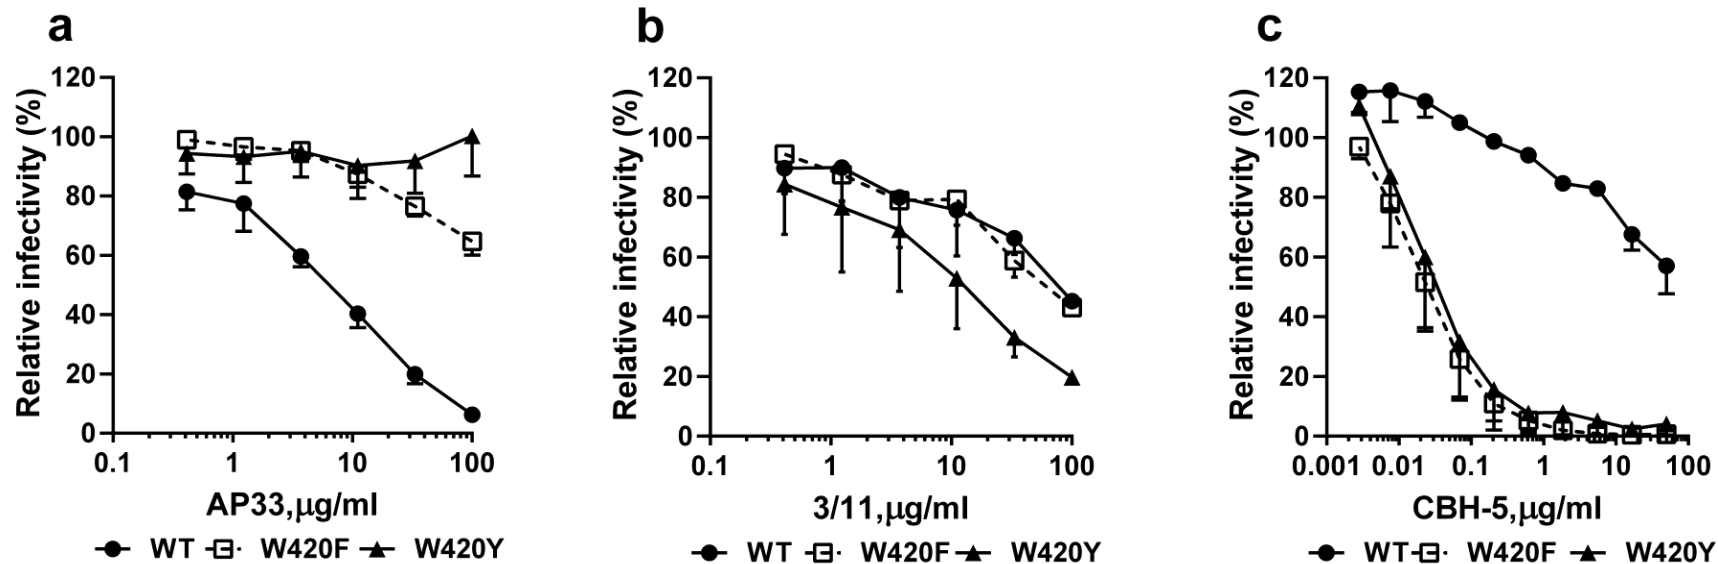 a
120
100
80
60
40
20
0
Relative infectivity (%)
0.1 1 10 100
AP33,µg/ml
WT W420F W420Y
b
120
100
80
60
40
20
0
Relative infectivity (%)
0.1 1 10 100
3/11,µg/ml
WT W420F W420Y
c
120
100
80
60
40
20
0
Relative infectivity (%)
0.001 0.01 0.1 1 10 100
CBH-5,µg/ml
WT W420F W420Y